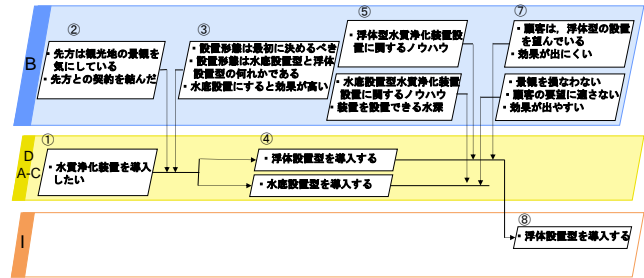 ②
・先方は観光地の景観を
気にしている
・先方との契約を結んだ
③
・設置形態は最初に決めるべき
・設置形態は水底設置型と浮体
設置型の何れかである
・水底設置にすると効果が高い
⑤
・浮体型水質浄化装置設
置に関するノウハウ
・水底設置型水質浄化装置
設置に関するノウハウ
・装置を設置できる水深
⑦
・顧客は，浮体型の設置を
望んでいる
・効果が出にくい
・景観を損なわない
・顧客の要望に適さない
・効果が出やすい
B
D
A-C
①
・水質浄化装置を導入
したい
④
・浮体設置型を導入する
・水底設置型を導入する
I
⑧
・浮体設置型を導入する